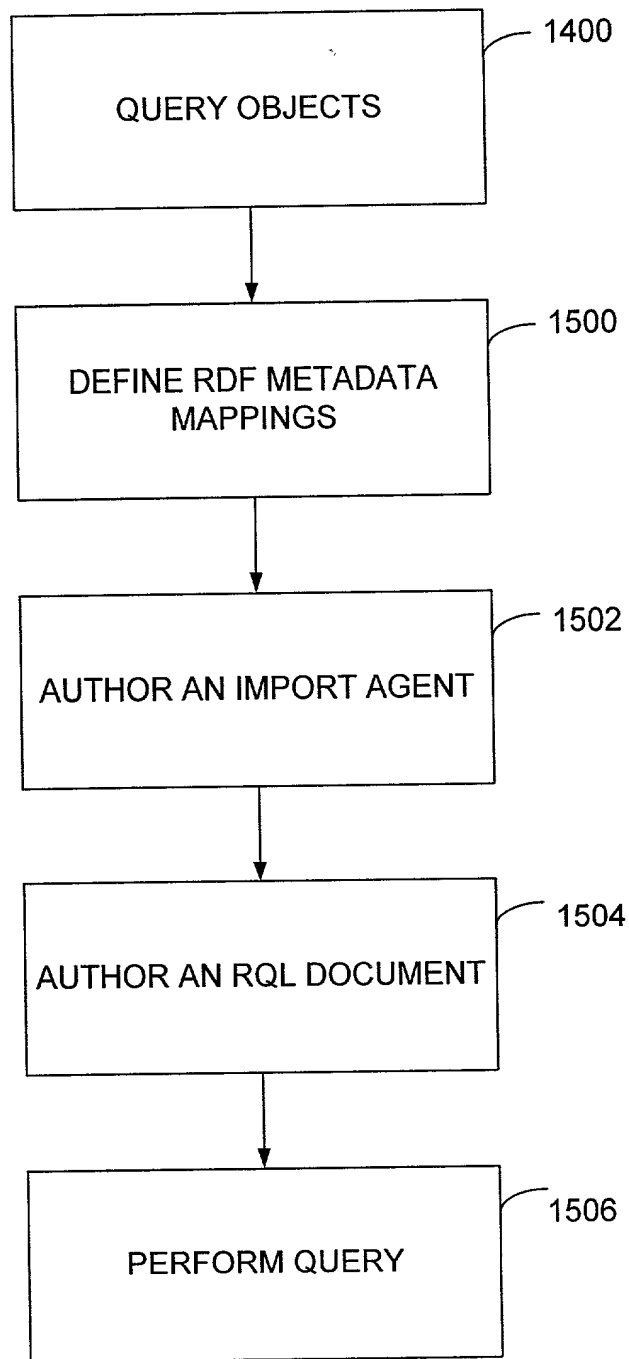 1400
QUERY OBJECTS
1500
DEFINE RDF METADATA
MAPPINGS
1502
AUTHOR AN IMPORT AGENT
1504
AUTHOR AN RQL DOCUMENT
1506
PERFORM QUERY